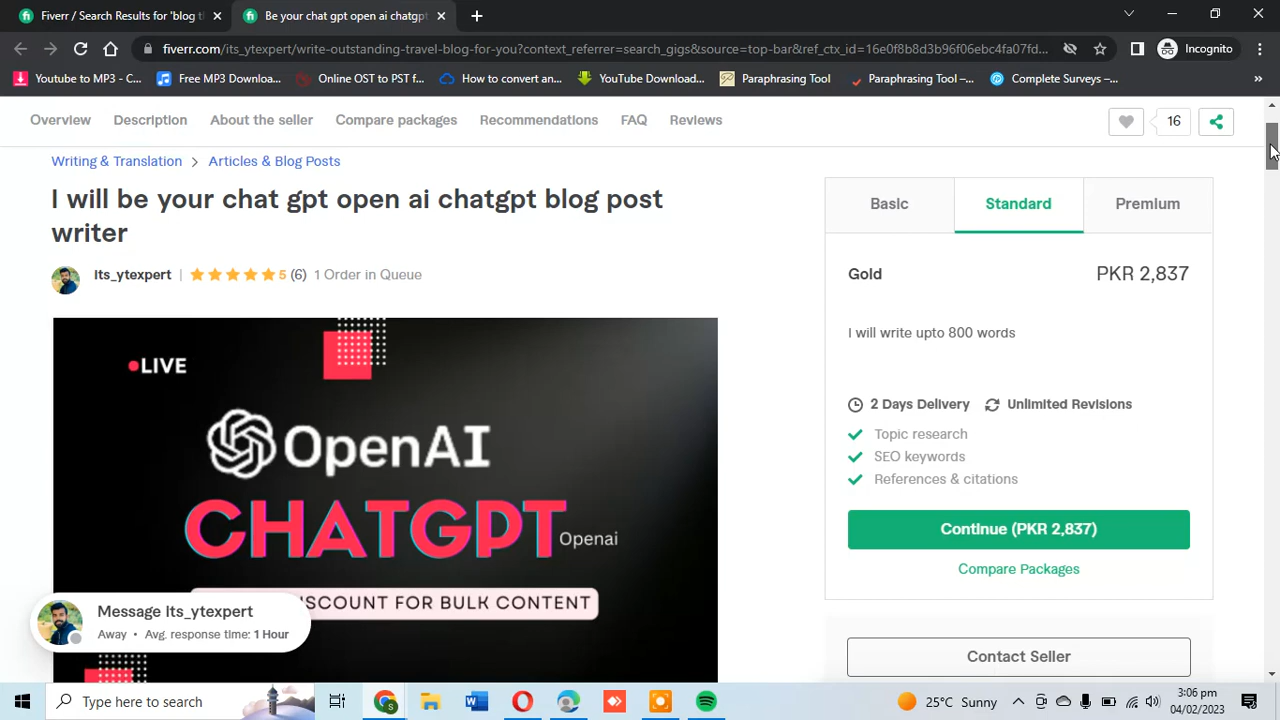 Fiverr / Its_ytexpert 't
Be your chat gpt open ai chatgpt
fiverr.com/its_ytexpert/write-outstanding-travel-blog-for-you?context_referrer=search_gigs&source=top-bar&ref_ctx_id=16e0f8b8d3b96f06ebc4fa07fd...
Incognito
Youtube to MP3 - C...
Free MP3 Downloa...
Online OST to PST f...
How to convert an...
YouTube Download...
Paraphrasing Tool
Paraphrasing Tool –...
Complete Surveys –...
Overview Description About the seller Compare packages Recommendations FAQ Reviews
16
Writing & Translation > Articles & Blog Posts
I will be your chat gpt open ai chatgpt blog post
writer
Its_ytexpert | 5 (6) 1 Order in Queue
LIVE
OpenAI
CHATGPT
Openai
ISCOUNT FOR BULK CONTENT
Message Its_ytexpert
Away • Avg. response time: 1 Hour
Basic Standard Premium
Gold PKR 2,837
I will write upto 800 words
2 Days Delivery Unlimited Revisions
Topic research
SEO keywords
References & citations
Continue (PKR 2,837)
Compare Packages
Contact Seller
Type here to search
25°C Sunny
3:06 pm
04/02/2023